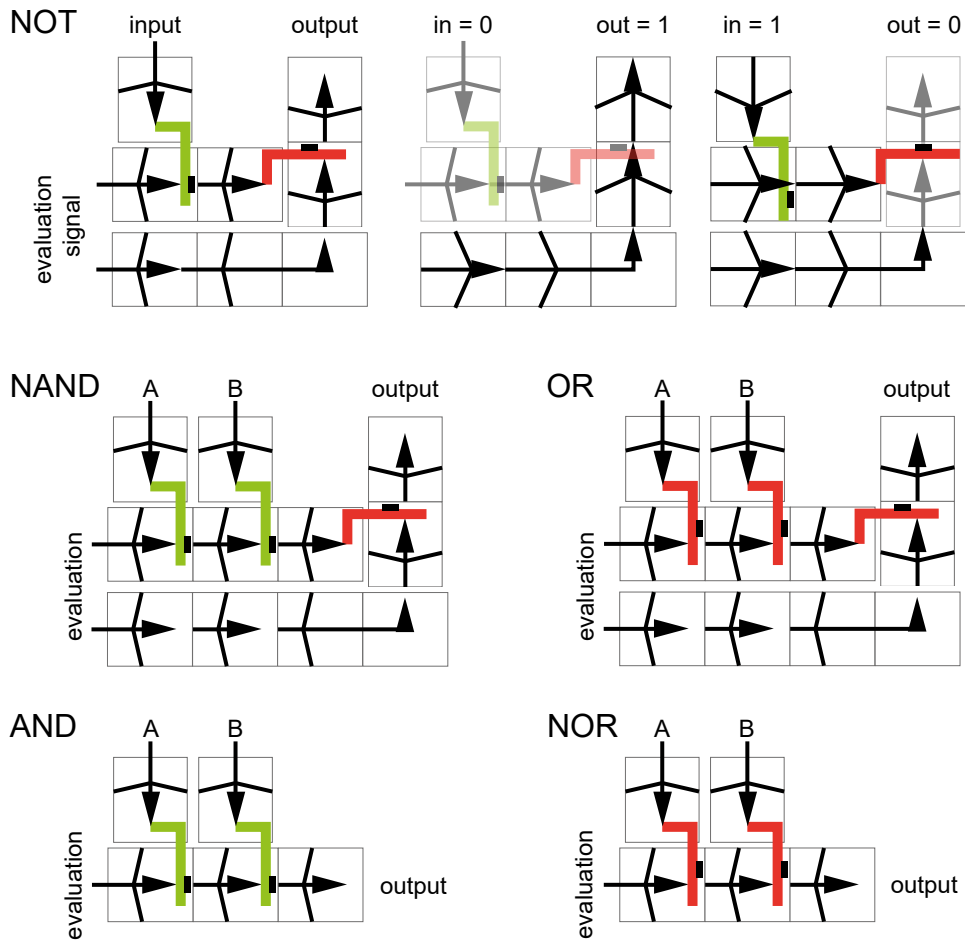 NOT
input
output
in = 0
out = 1
in = 1
out = 0
evaluation
signal
NAND
A
B
output
evaluation
OR
A
B
output
evaluation
AND
A
B
evaluation
output
NOR
A
B
evaluation
output